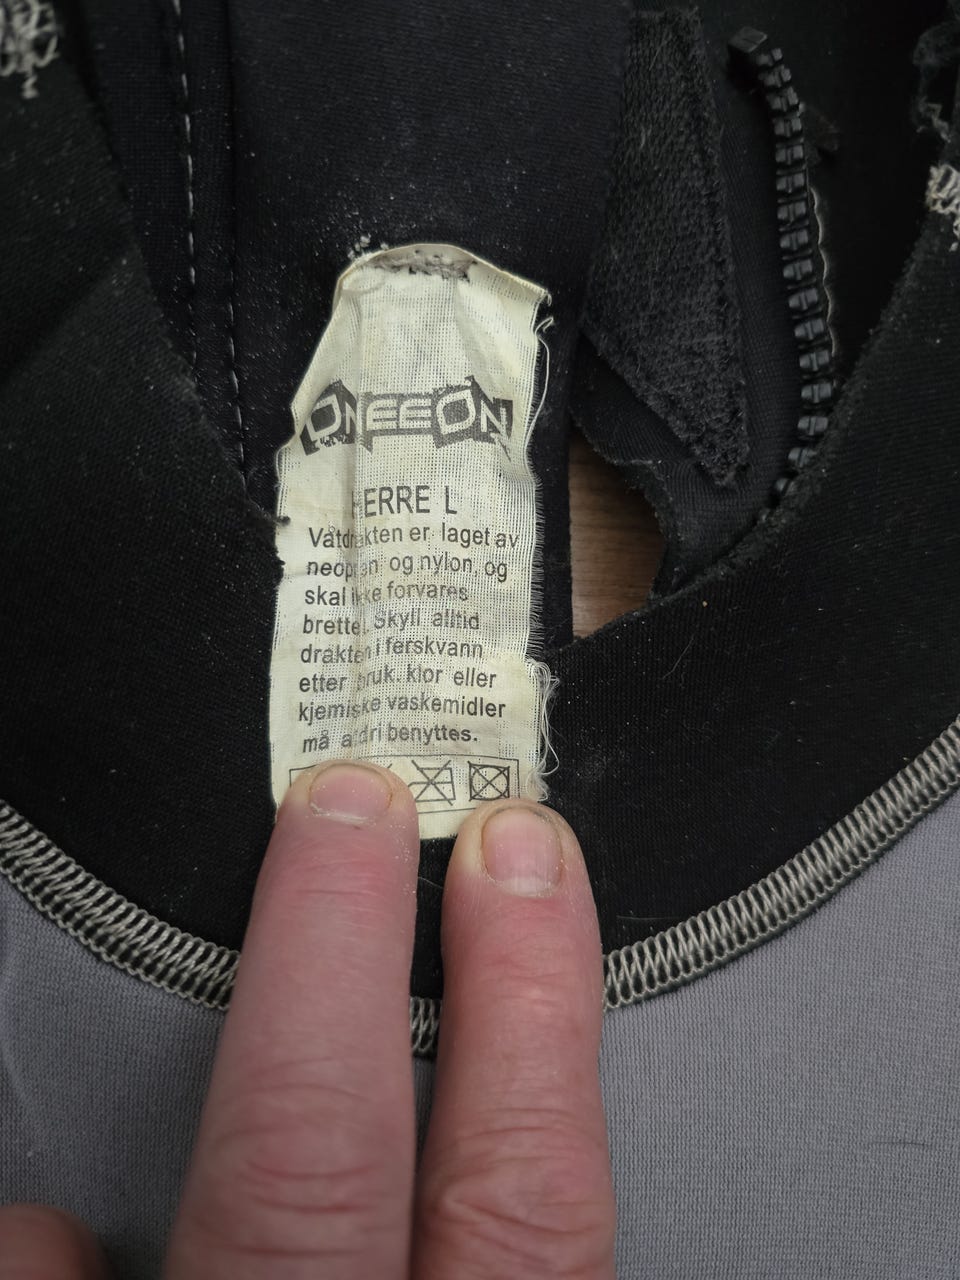 ONEEON
HERRE L
Våtdrakten er laget av
neopren og nylon, og
skal ikke forvares
brettet. Skyll alltid
drakten i ferskvann
etter bruk. klor eller
kjemiske vaskemidler
må aldri benyttes.